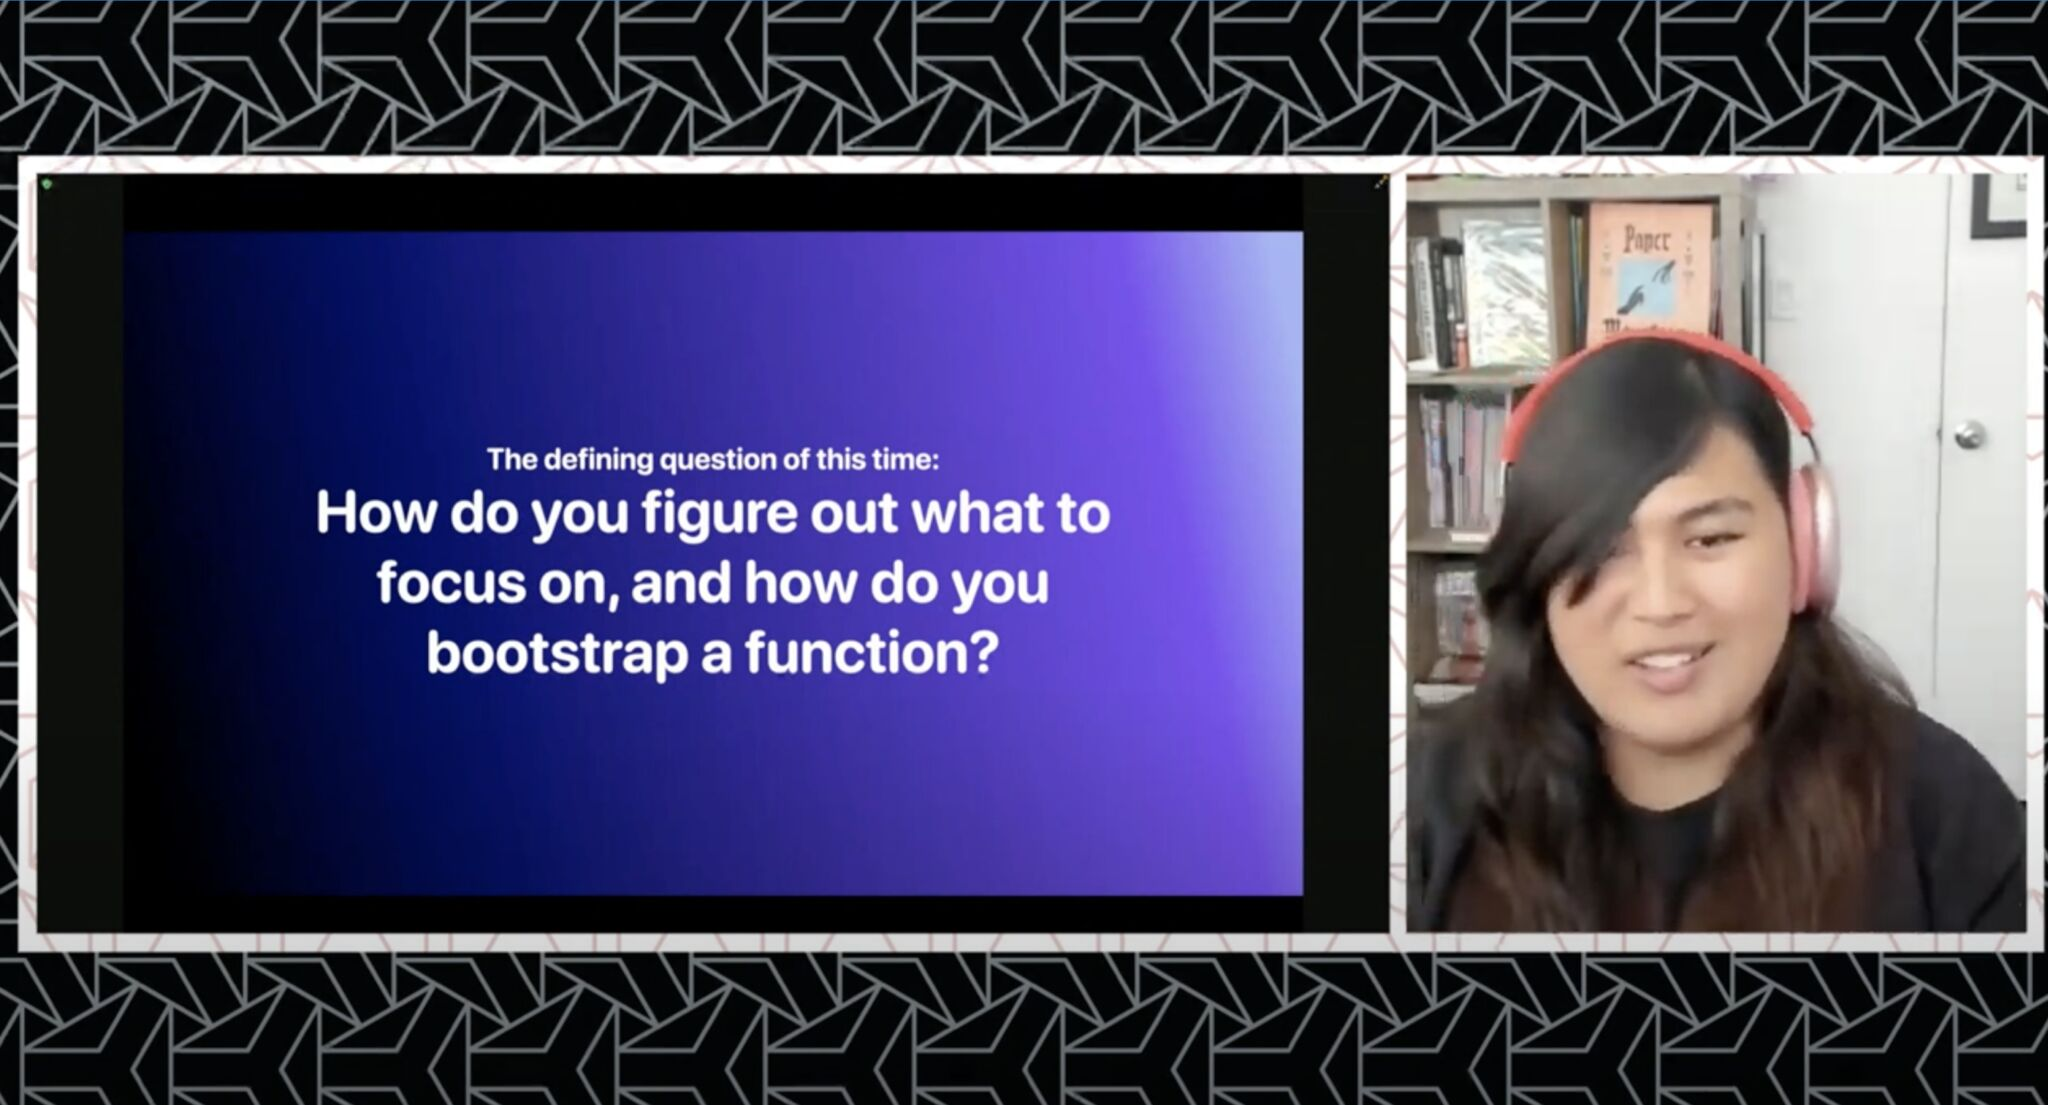 The defining question of this time:
How do you figure out what to
focus on, and how do you
bootstrap a function?
Paper